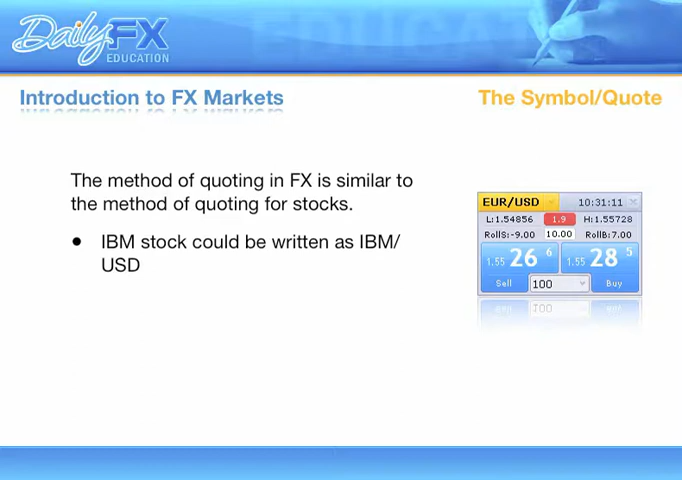 DailyFX
EDUCATION
Introduction to FX Markets
The Symbol/Quote
The method of quoting in FX is similar to
the method of quoting for stocks.
● IBM stock could be written as IBM/
USD
EUR/USD 10:31:11
L:1.54856 1.9 H:1.55728
RollS:-9.00 10.00 RollB:7.00
1.55 26 6 1.55 28 5
Sell 100 Buy